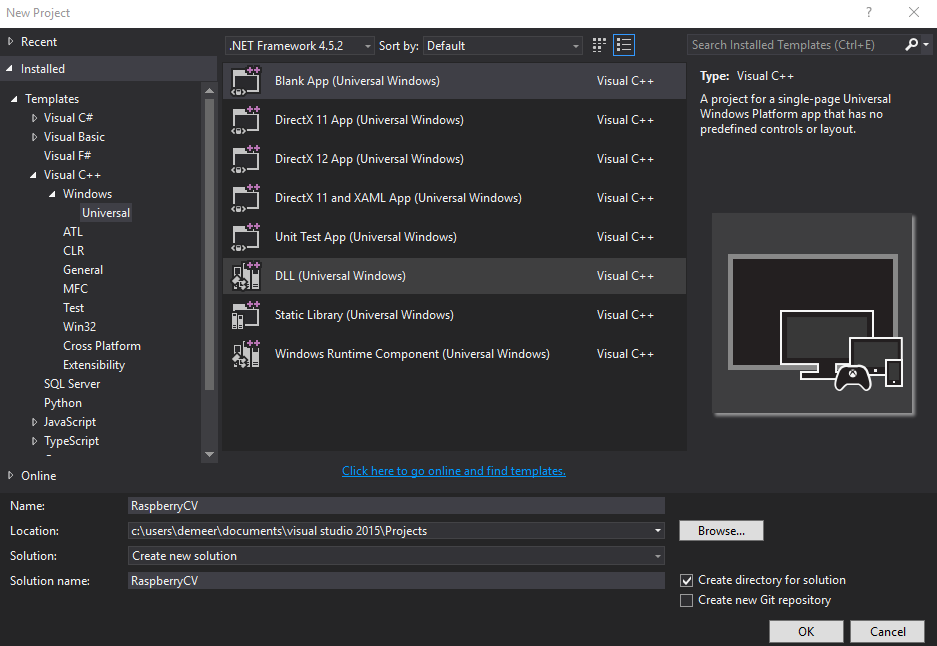 New Project
?
Recent
.NET Framework 4.5.2
Sort by:
Default
Search Installed Templates (Ctrl+E)
Installed
Templates
Visual C#
Visual Basic
Visual F#
Visual C++
Windows
Universal
ATL
CLR
General
MFC
Test
Win32
Cross Platform
Extensibility
SQL Server
Python
JavaScript
TypeScript
Online
Blank App (Universal Windows) Visual C++
DirectX 11 App (Universal Windows) Visual C++
DirectX 12 App (Universal Windows) Visual C++
DirectX 11 and XAML App (Universal Windows) Visual C++
Unit Test App (Universal Windows) Visual C++
DLL (Universal Windows) Visual C++
Static Library (Universal Windows) Visual C++
Windows Runtime Component (Universal Windows) Visual C++
Click here to go online and find templates.
Type: Visual C++
A project for a single-page Universal
Windows Platform app that has no
predefined controls or layout.
Name: RaspberryCV
Location: c:\users\demeer\documents\visual studio 2015\Projects
Browse...
Solution: Create new solution
Solution name: RaspberryCV
Create directory for solution
Create new Git repository
OK
Cancel